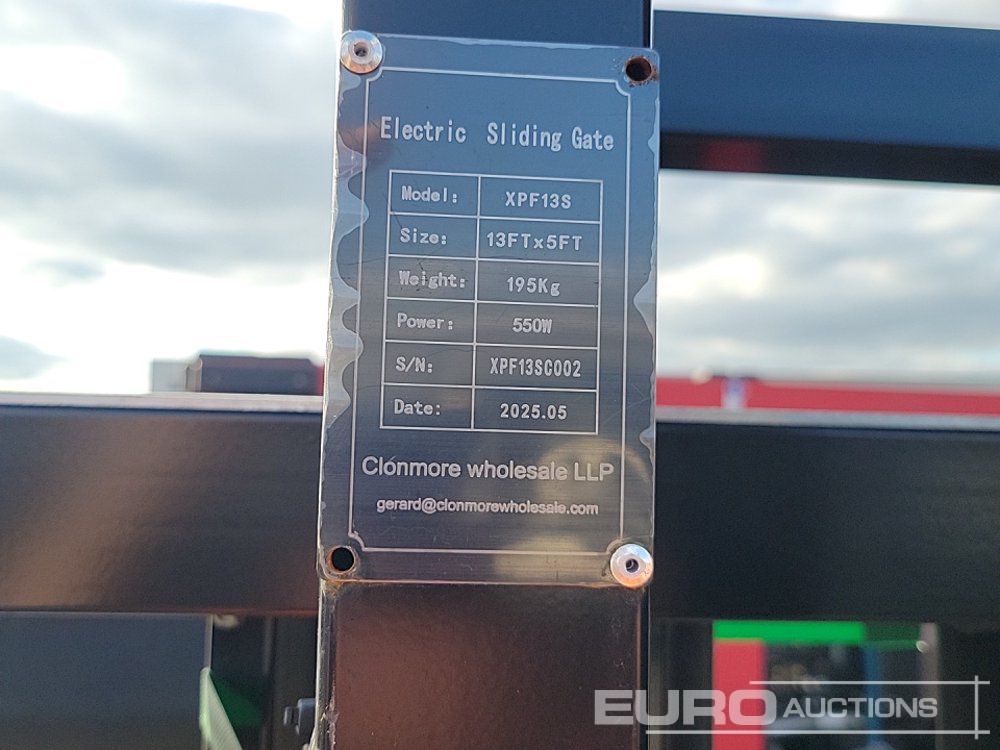 Electric Sliding Gate
Model: XPF13S
Size: 13FTx5FT
Weight: 195Kg
Power: 550W
S/N: XPF13SC002
Date: 2025.05
Clonmore wholesale LLP
gerard@clonmorewholesale.com
EURO AUCTIONS